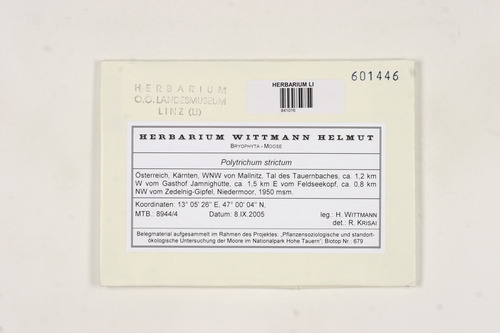 HERBARIUM
O.Ö. LANDESMUSEUM
LINZ (LI)
HERBARIUM LI
601446
HERBARIUM WITTMANN HELMUT
BRYOPHYTA - MOOSE
Polytrichum strictum
Österreich, Kärnten, WNW von Mallnitz, Tal des Tauernbaches, ca. 1,2 km
W vom Gasthof Jamnighütte, ca. 1,5 km E vom Feldseekopf, ca. 0,8 km
NW vom Zedelnig-Gipfel, Niedermoor, 1950 msm.
Koordinaten: 13° 05' 26'' E, 47° 00' 04'' N,
MTB.: 8944/4 Datum: 8.IX.2005 leg.: H. WITTMANN
det.: R. KRISAI
Belegmaterial aufgesammelt im Rahmen des Projektes: „Pflanzensoziologische und standort-
ökologische Untersuchung der Moore im Nationalpark Hohe Tauern"; Biotop Nr.: 679